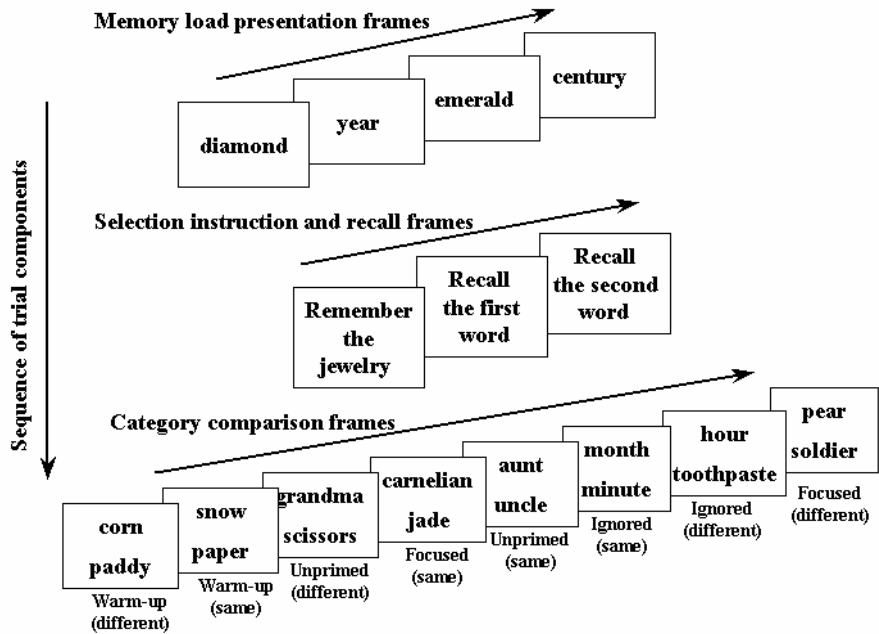 Memory load presentation frames
diamond
year
emerald
century
Sequence of trial components
Selection instruction and recall frames
Remember
the
jewelry
Recall
the first
word
Recall
the second
word
Category comparison frames
corn
paddy
Warm-up
(different)
snow
paper
Warm-up
(same)
grandma
scissors
Unprimed
(different)
carnelian
jade
Focused
(same)
aunt
uncle
Unprimed
(same)
month
minute
Ignored
(same)
hour
toothpaste
Ignored
(different)
pear
soldier
Focused
(different)